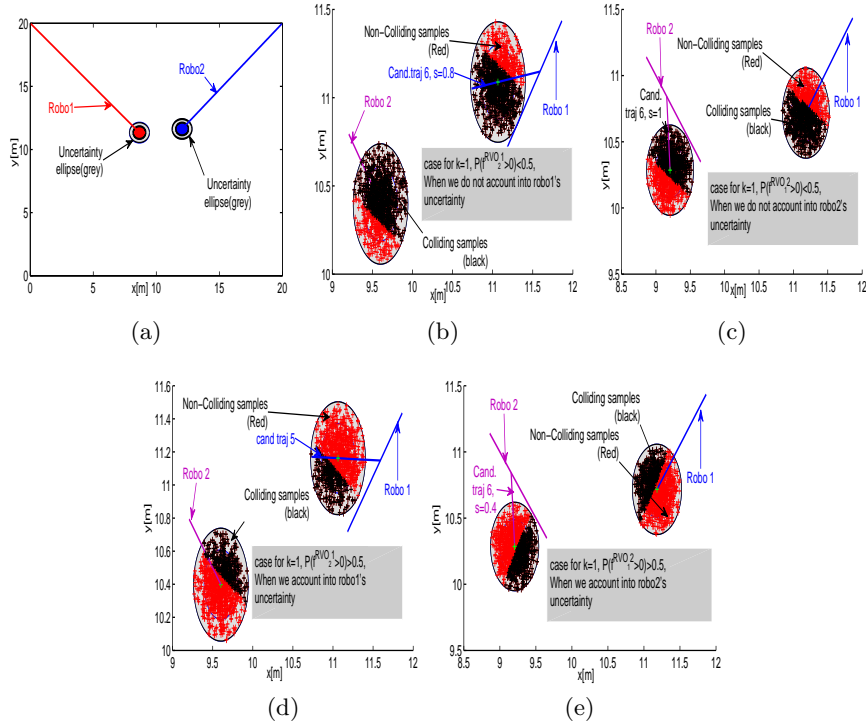 20
15
10
5
0
y[m]
0
5
10
15
20
x[m]
Robo1
Robo2
Uncertainty
ellipse(grey)
Uncertainty
ellipse(grey)
(a)
11.5
11
10.5
10
y[m]
9
9.5
10
10.5
11
11.5
12
x[m]
Non-Colliding samples
(Red)
Cand.traj 6, s=0.8
Robo 2
Robo 1
case for k=1, P(f^RVO_2^1>0)<0.5,
When we do not account into robo1's
uncertainty
Colliding samples
(black)
(b)
11.5
11
10.5
10
9.5
y[m]
8.5
9
9.5
10
10.5
11
11.5
12
x[m]
Robo 2
Non-Colliding samples
(Red)
Cand.
traj 6, s=1
Colliding samples
(black)
Robo 1
case for k=1, P(f^RVO_1^2>0)<0.5,
When we do not account into robo2's
uncertainty
(c)
11.6
11.4
11.2
11
10.8
10.6
10.4
10.2
10
y[m]
9
9.5
10
10.5
11
11.5
12
x[m]
Non-Colliding samples
(Red)
cand traj 5
Robo 2
Robo 1
Colliding samples
(black)
case for k=1, P(f^RVO_2^1>0)>0.5,
When we account into robo1's
uncertainty
(d)
11.5
11
10.5
10
9.5
y[m]
8.5
9
9.5
10
10.5
11
11.5
12
x[m]
Robo 2
Colliding samples
(black)
Non-Colliding samples
(Red)
Cand.
traj 6,
s=0.4
Robo 1
case for k=1, P(f^RVO_1^2>0)>0.5,
When we account into robo2's
uncertainty
(e)